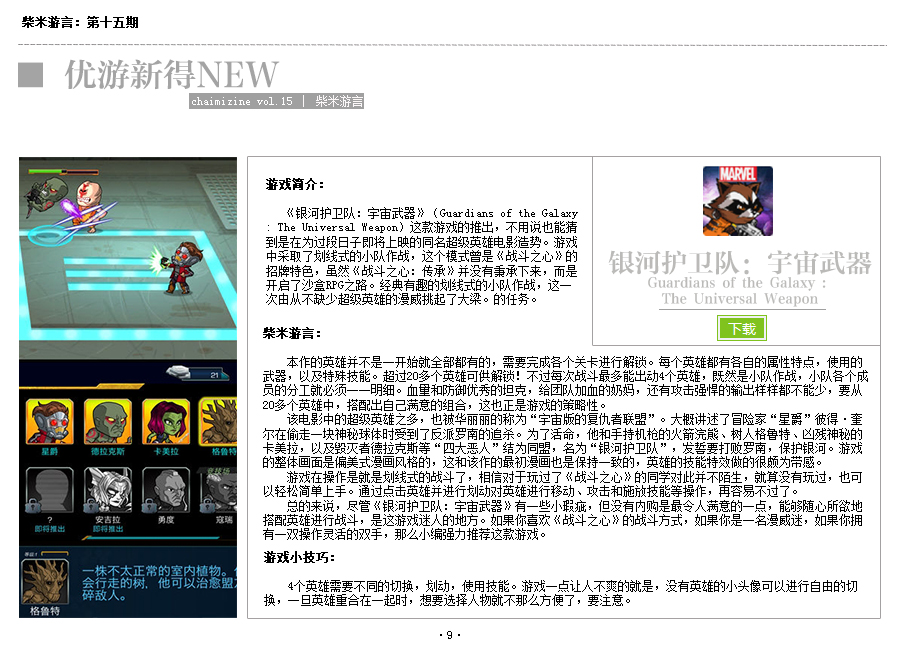 柴米游言：第十五期
优游新得NEW
chaimizine vol.15 | 柴米游言
21
星爵
德拉克斯
卡美拉
格鲁特
?
即将推出
安吉拉
即将推出
勇度
寇瑞
等级1
格鲁特
一株不太正常的室内植物。
会行走的树，他可以治愈盟
碎敌人。
游戏简介：
《银河护卫队：宇宙武器》（Guardians of the Galaxy
: The Universal Weapon）这款游戏的推出，不用说也能猜
到是在为过段日子即将上映的同名超级英雄电影造势。游戏
中采取了划线式的小队作战，这个模式曾是《战斗之心》的
招牌特色，虽然《战斗之心：传承》并没有秉承下来，而是
开启了沙盒RPG之路。经典有趣的划线式的小队作战，这一
次由从不缺少超级英雄的漫威挑起了大梁。的任务。
MARVEL
银河护卫队：宇宙武器
Guardians of the Galaxy :
The Universal Weapon
下载
柴米游言：
本作的英雄并不是一开始就全部都有的，需要完成各个关卡进行解锁。每个英雄都有各自的属性特点，使用的
武器，以及特殊技能。超过20多个英雄可供解锁！不过每次战斗最多能出动4个英雄，既然是小队作战，小队各个成
员的分工就必须一一明细。血量和防御优秀的坦克，给团队加血的奶妈，还有攻击强悍的输出样样都不能少，要从
20多个英雄中，搭配出自己满意的组合，这也正是游戏的策略性。
该电影中的超级英雄之多，也被华丽丽的称为“宇宙版的复仇者联盟”。大概讲述了冒险家“星爵”彼得·奎
尔在偷走一块神秘球体时受到了反派罗南的追杀。为了活命，他和手持机枪的火箭浣熊、树人格鲁特、凶残神秘的
卡美拉，以及毁灭者德拉克斯等“四大恶人”结为同盟，名为“银河护卫队”，发誓要打败罗南，保护银河。游戏
的整体画面是偏美式漫画风格的，这和该作的最初漫画也是保持一致的，英雄的技能特效做的很颇为带感。
游戏在操作是就是划线式的战斗了，相信对于玩过了《战斗之心》的同学对此并不陌生，就算没有玩过，也可
以轻松简单上手。通过点击英雄并进行划动对英雄进行移动、攻击和施放技能等操作，再容易不过了。
总的来说，尽管《银河护卫队：宇宙武器》有一些小瑕疵，但没有内购是最令人满意的一点，能够随心所欲地
搭配英雄进行战斗，是这游戏迷人的地方。如果你喜欢《战斗之心》的战斗方式，如果你是一名漫威迷，如果你拥
有一双操作灵活的双手，那么小编强力推荐这款游戏。
游戏小技巧：
4个英雄需要不同的切换，划动，使用技能。游戏一点让人不爽的就是，没有英雄的小头像可以进行自由的切
换，一旦英雄重合在一起时，想要选择人物就不那么方便了，要注意。
·9·